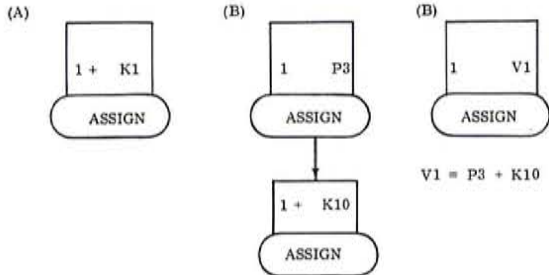 (A) (B) (B)
1 + K1 1 P3 1 V1
ASSIGN ASSIGN ASSIGN
V1 = P3 + K10
1 + K10
ASSIGN